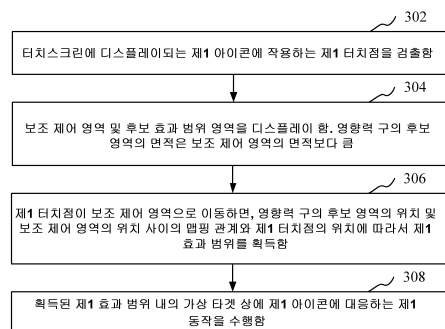 302
터치스크린에 디스플레이되는 제1 아이콘에 작용하는 제1 터치점을 검출함
304
보조 제어 영역 및 후보 효과 범위 영역을 디스플레이 함. 영향력 구의 후보
영역의 면적은 보조 제어 영역의 면적보다 큼
306
제1 터치점이 보조 제어 영역으로 이동하면, 영향력 구의 후보 영역의 위치 및
보조 제어 영역의 위치 사이의 맵핑 관계와 제1 터치점의 위치에 따라서 제1
효과 범위를 획득함
308
획득된 제1 효과 범위 내의 가상 타겟 상에 제1 아이콘에 대응하는 제1
동작을 수행함